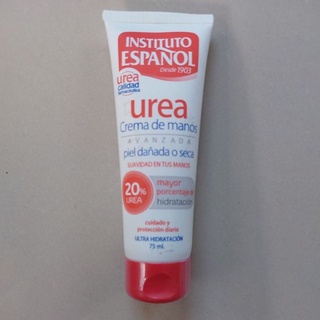 INSTITUTO
ESPAÑOL
Desde 1903
urea
calidad
urea
Crema de manos
AVANZADA
piel dañada o seca
SUAVIDAD EN TUS MANOS
20%
UREA
mayor
porcentaje de
hidratación
cuidado y
protección diaria
ULTRA HIDRATACIÓN
75 mL